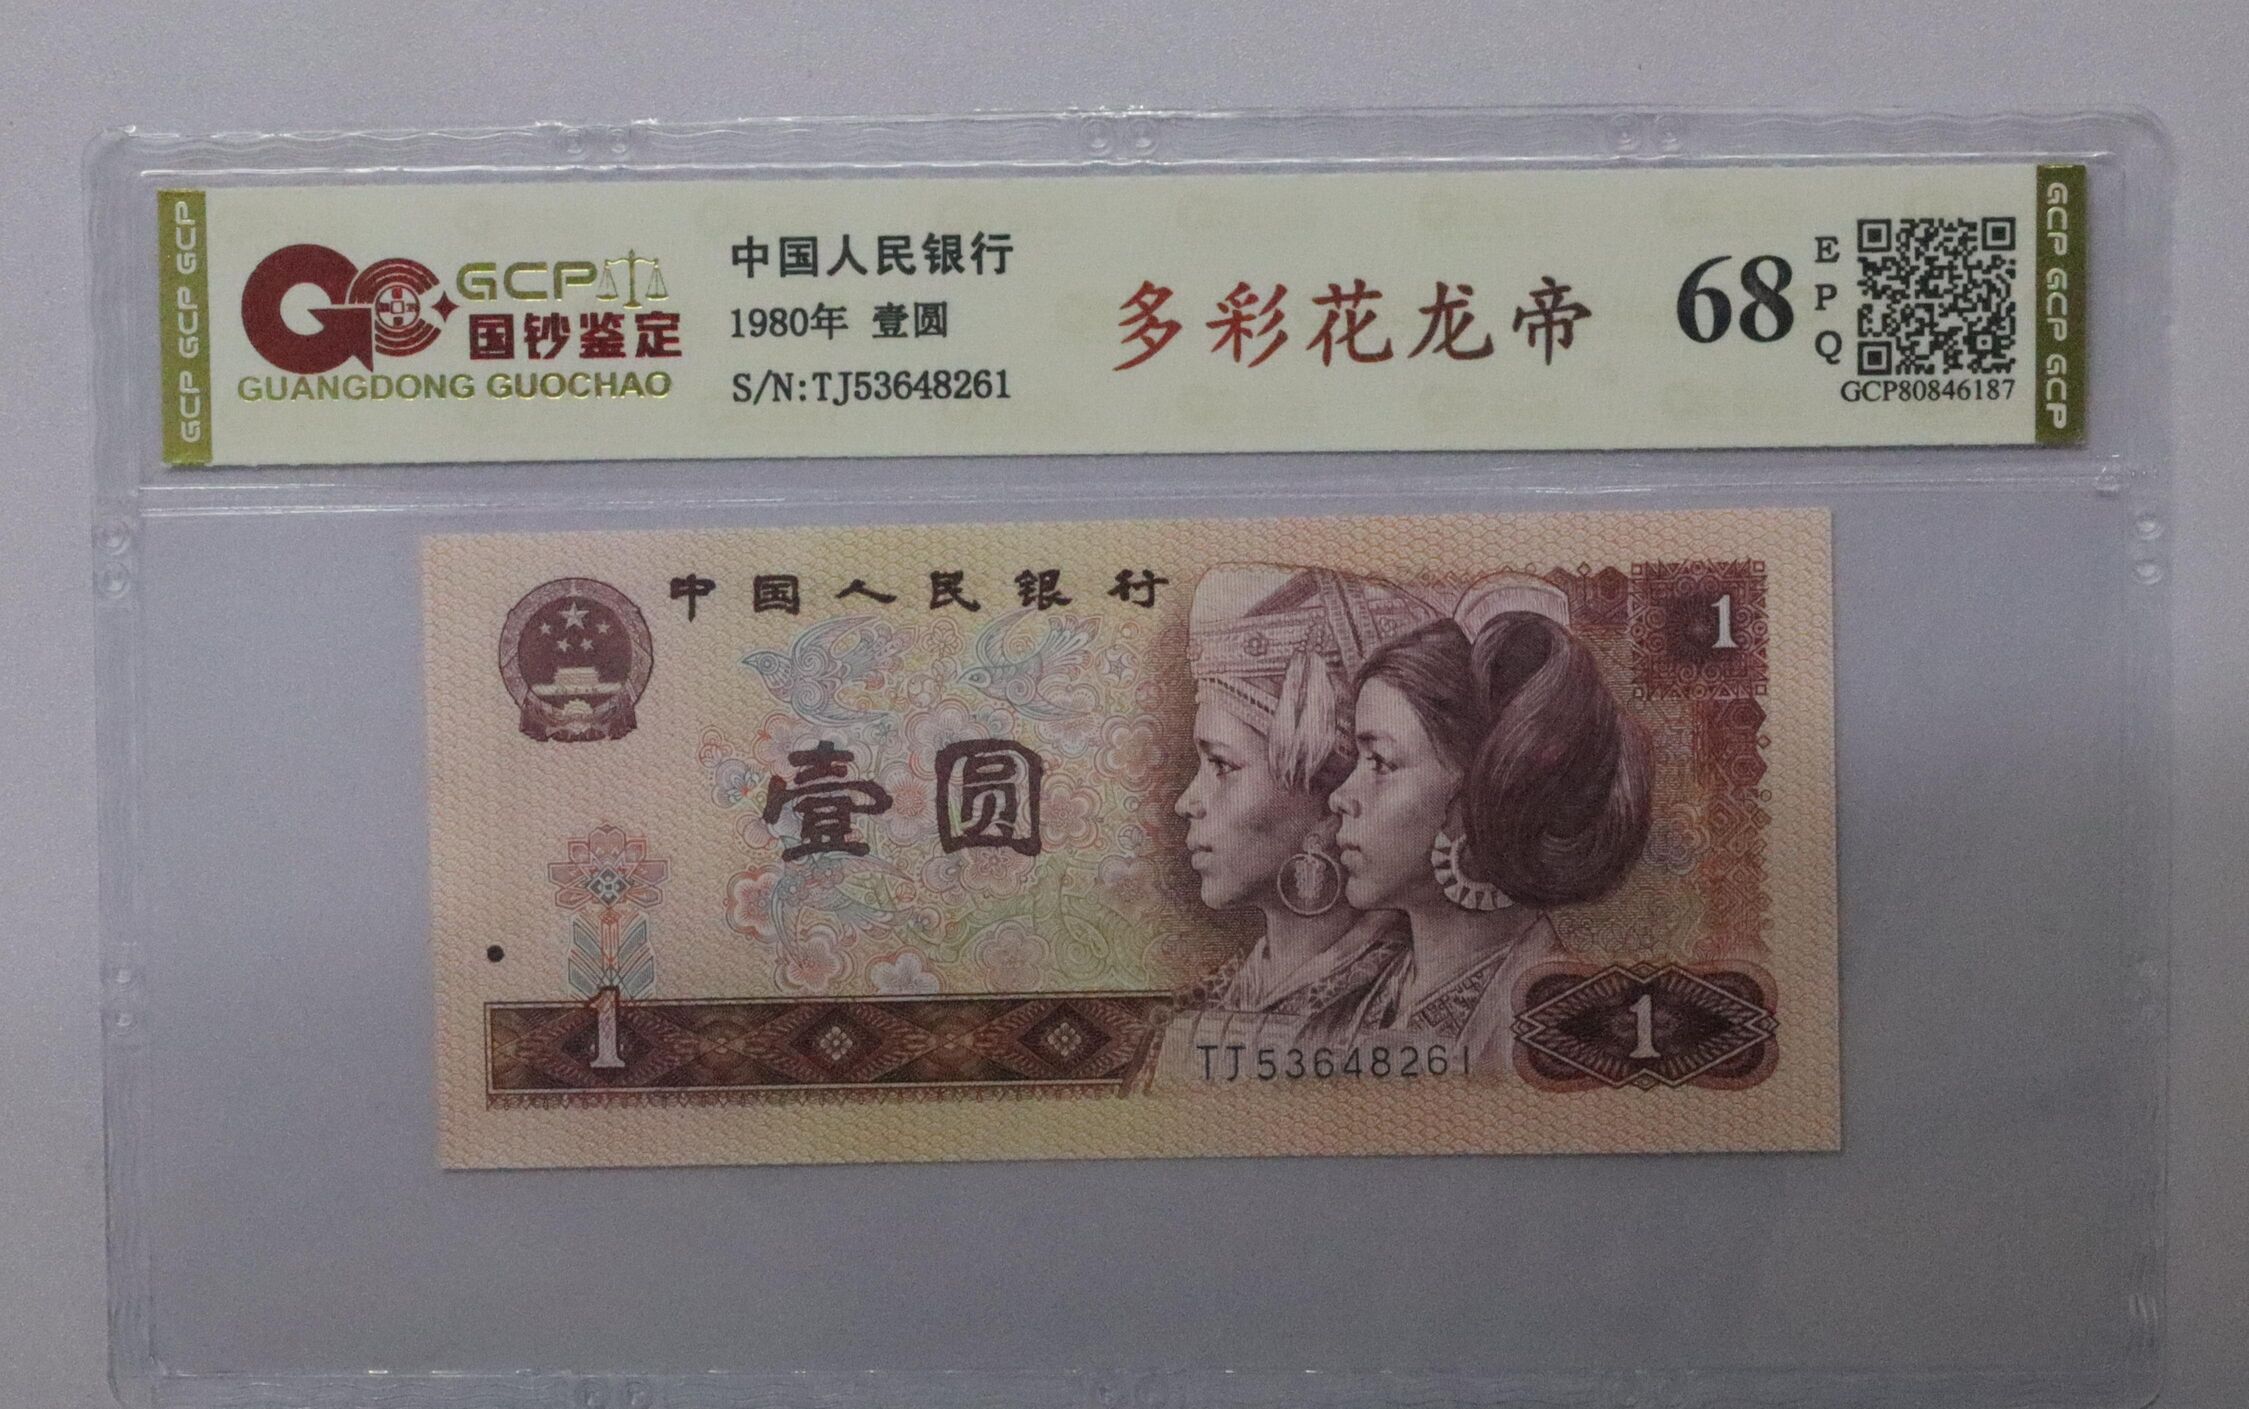 GCP GCP GCP
GCP
国钞鉴定
GUANGDONG GUOCHAO
中国人民银行
1980年 壹圆
S/N:TJ53648261
多彩花龙帝
68
EPQ
GCP80846187
GCP GCP GCP
中国人民银行
1
壹圆
1
TJ53648261
1